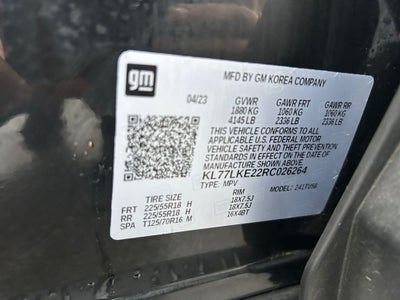 gm
MFD BY GM KOREA COMPANY
04/23 GVWR GAWR FRT GAWR RR
1880 KG 1060 KG 1060 KG
4145 LB 2336 LB 2336 LB
THIS VEHICLE CONFORMS TO ALL
APPLICABLE U.S. FEDERAL MOTOR
VEHICLE SAFETY AND THEFT PREVENTION
STANDARDS IN EFFECT ON THE DATE OF
MANUFACTURE SHOWN ABOVE.
KL77LKE22RC026264
TYPE: MPV MODEL:
TIRE SIZE RIM
FRT 225/55R18 H 18X7.5J
RR 225/55R18 H 18X7.5J
SPA T125/70R16 M 16X4BT